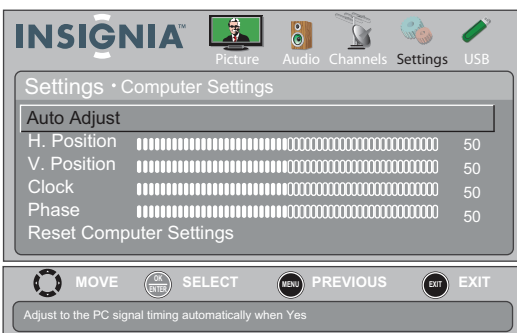 INSIGNIA™
Picture Audio Channels Settings USB
Settings · Computer Settings
Auto Adjust
H. Position 50
V. Position 50
Clock 50
Phase 50
Reset Computer Settings
MOVE OK ENTER SELECT MENU PREVIOUS EXIT EXIT
Adjust to the PC signal timing automatically when Yes